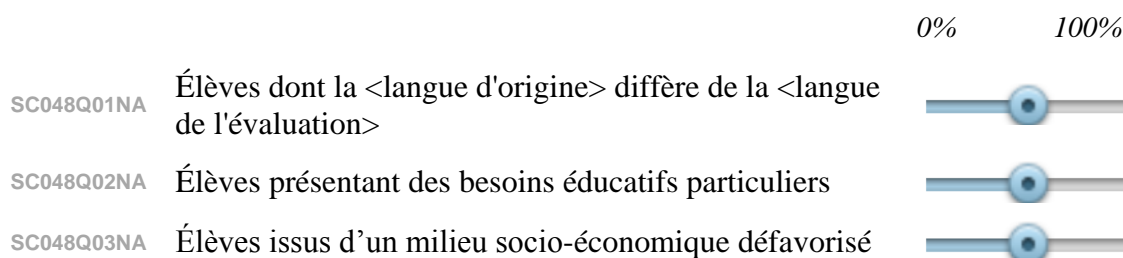 0% 100%
SC048Q01NA Élèves dont la <langue d'origine> diffère de la <langue
de l'évaluation>
SC048Q02NA Élèves présentant des besoins éducatifs particuliers
SC048Q03NA Élèves issus d’un milieu socio-économique défavorisé